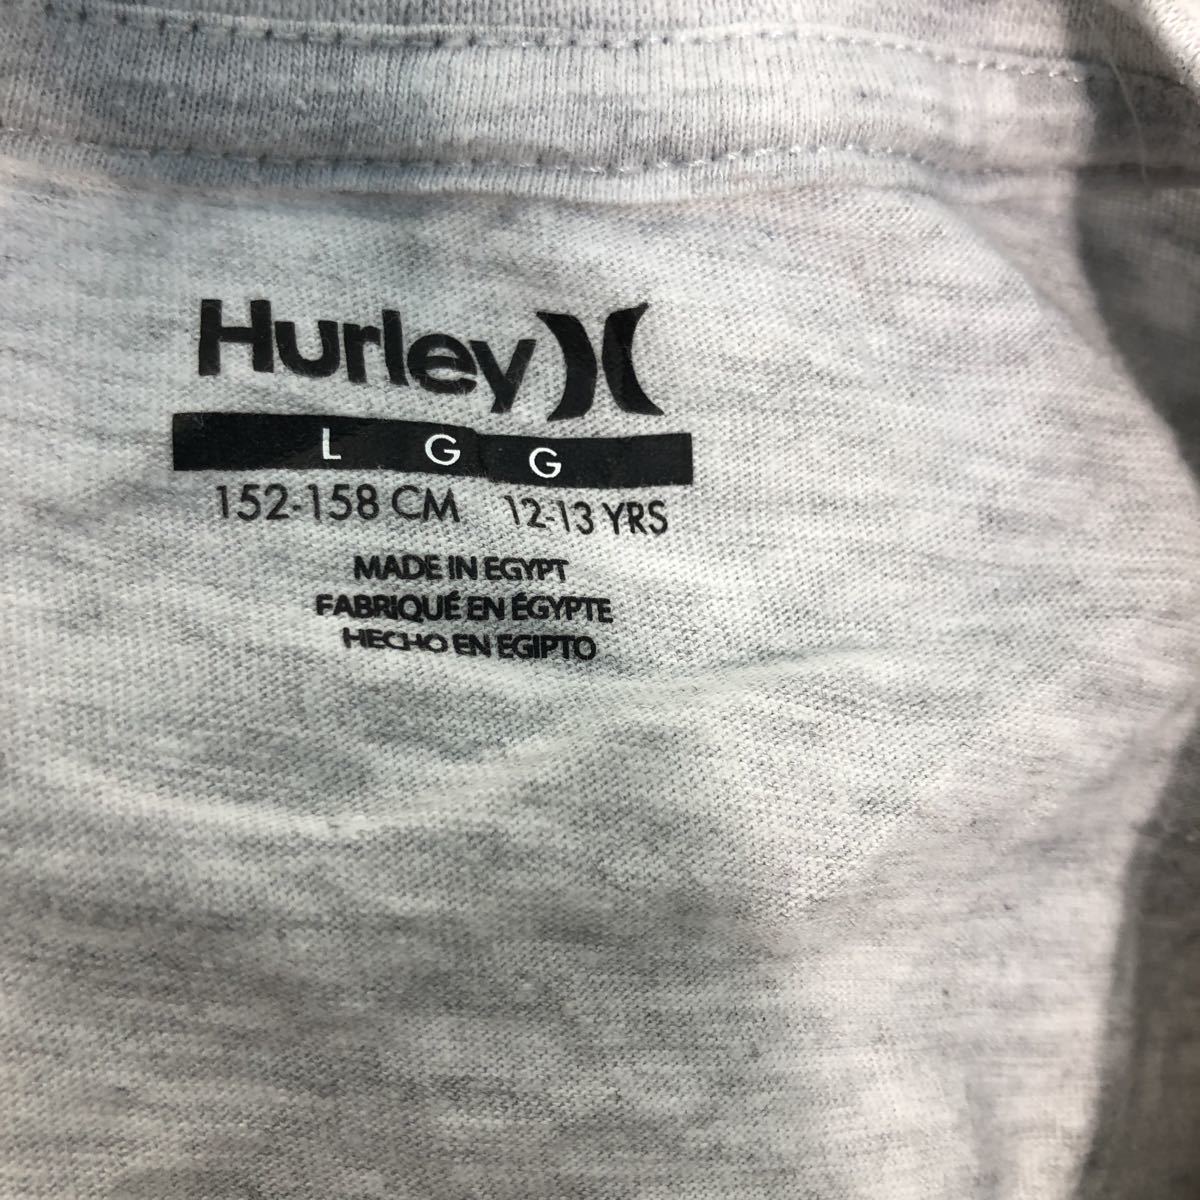 Hurley
L G G
152-158 CM 12-13 YRS
MADE IN EGYPT
FABRIQUÉ EN ÉGYPTE
HECHO EN EGIPTO